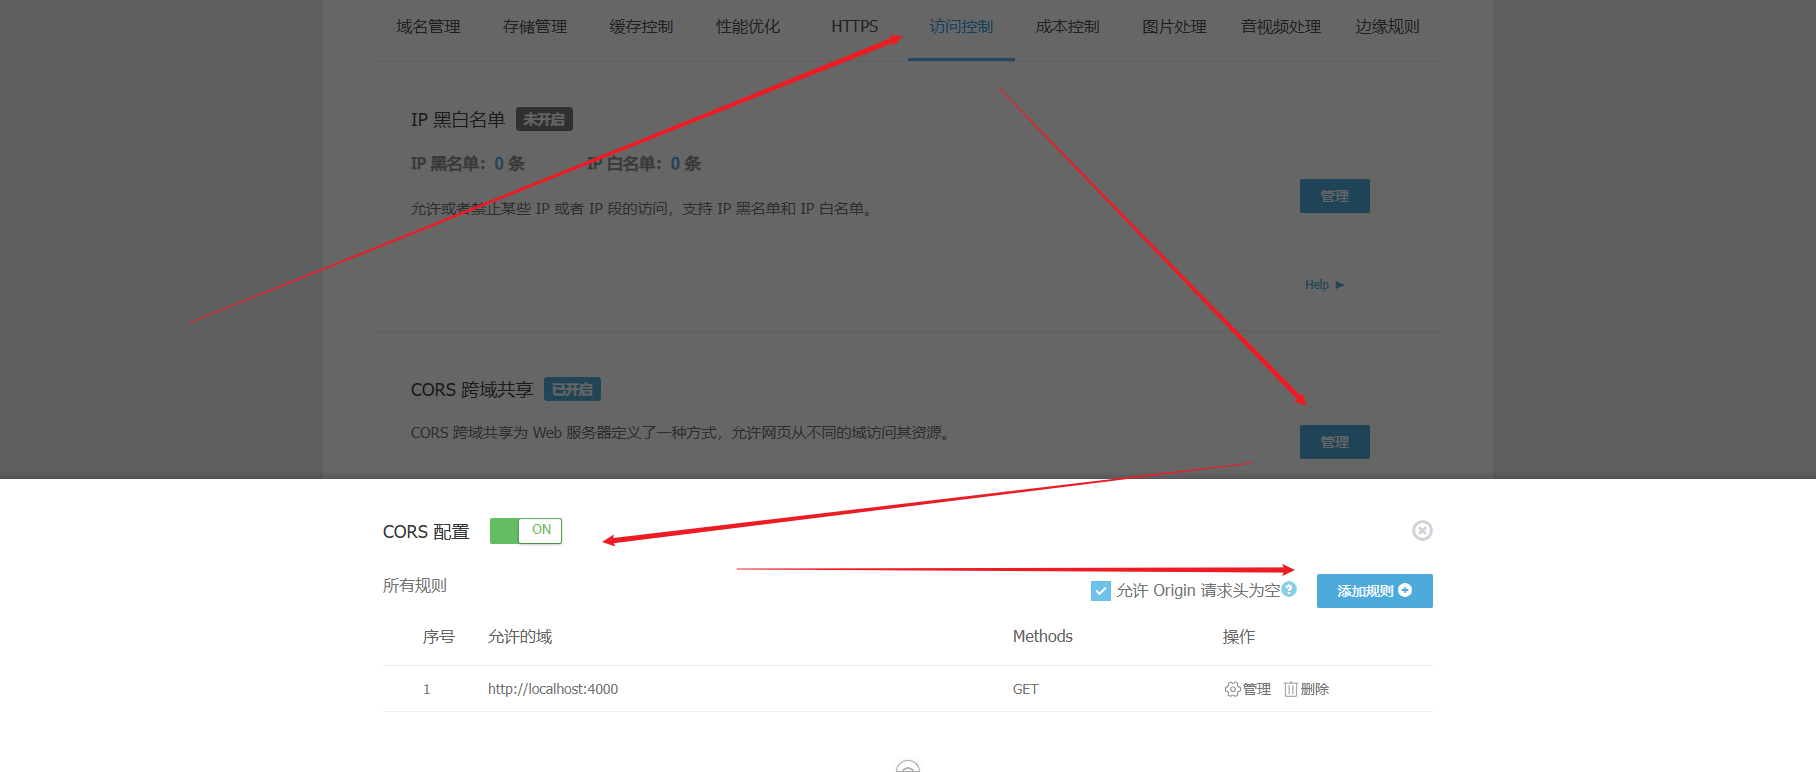 域名管理 存储管理 缓存控制 性能优化 HTTPS 访问控制 成本控制 图片处理 音视频处理 边缘规则
IP 黑白名单 未开启
IP 黑名单：0 条 IP 白名单：0 条
允许或者禁止某些 IP 或者 IP 段的访问，支持 IP 黑名单和 IP 白名单。
管理
Help
CORS 跨域共享 已开启
CORS 跨域共享为 Web 服务器定义了一种方式，允许网页从不同的域访问其资源。
管理
CORS 配置 ON
所有规则 允许 Origin 请求头为空 添加规则
序号 允许的域 Methods 操作
1 http://localhost:4000 GET 管理 删除